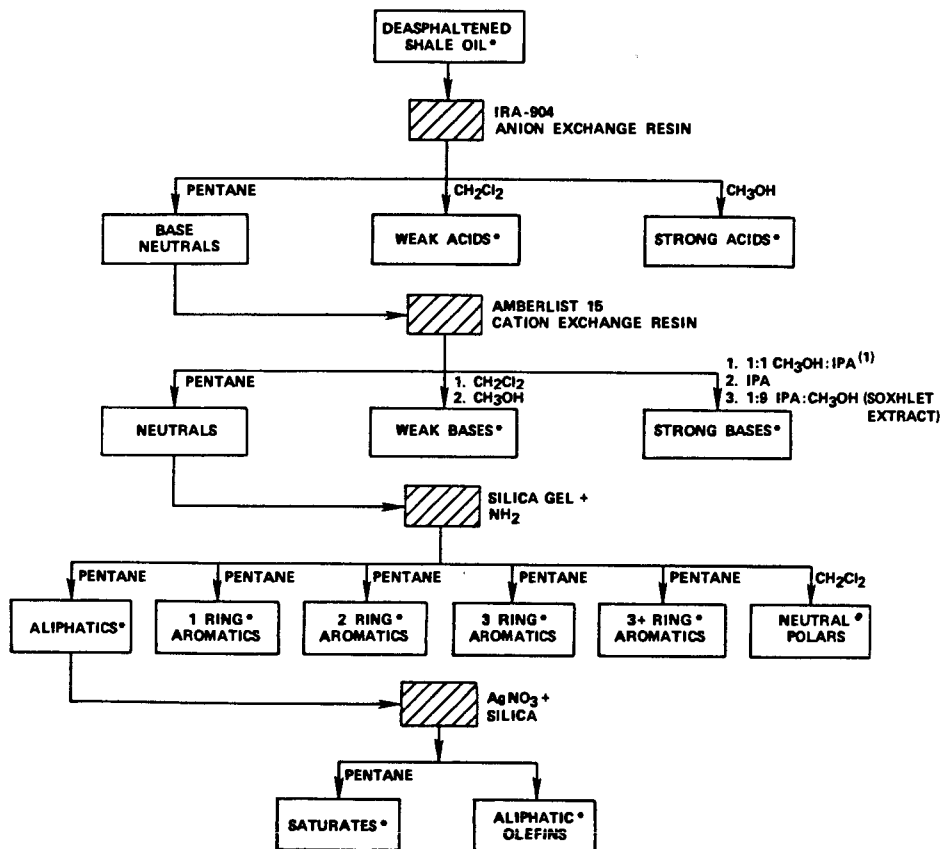 DEASPHALTENED
SHALE OIL*
IRA-904
ANION EXCHANGE RESIN
PENTANE
CH2Cl2
CH3OH
BASE
NEUTRALS
WEAK ACIDS*
STRONG ACIDS*
AMBERLIST 15
CATION EXCHANGE RESIN
PENTANE
1. CH2Cl2
2. CH3OH
1. 1:1 CH3OH:IPA(1)
2. IPA
3. 1:9 IPA:CH3OH (SOXHLET
EXTRACT)
NEUTRALS
WEAK BASES*
STRONG BASES*
SILICA GEL +
NH2
PENTANE
PENTANE
PENTANE
PENTANE
PENTANE
CH2Cl2
ALIPHATICS*
1 RING*
AROMATICS
2 RING*
AROMATICS
3 RING*
AROMATICS
3+ RING*
AROMATICS
NEUTRAL*
POLARS
AgNO3 +
SILICA
PENTANE
SATURATES*
ALIPHATIC*
OLEFINS